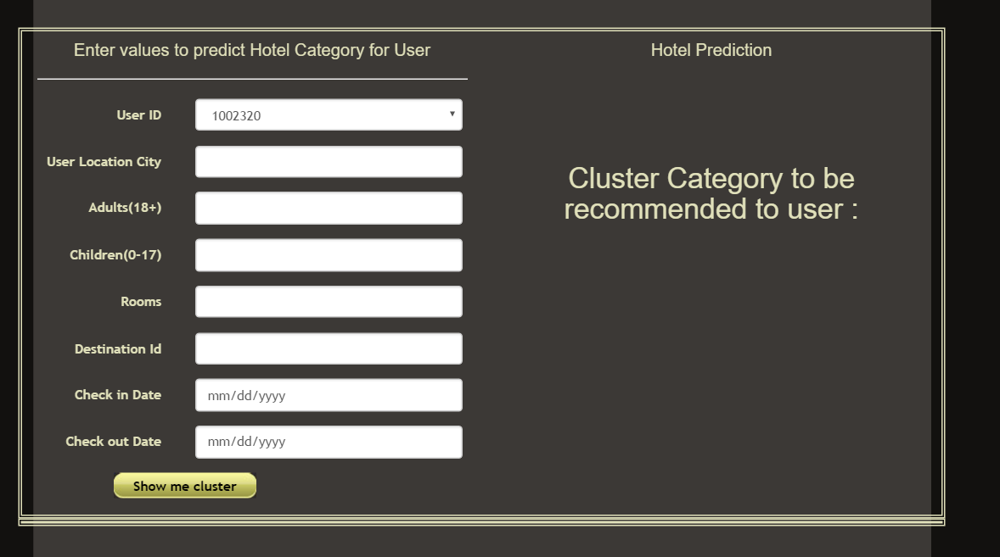 Enter values to predict Hotel Category for User
User ID
1002320
User Location City
Adults(18+)
Children(0-17)
Rooms
Destination Id
Check in Date
mm/dd/yyyy
Check out Date
mm/dd/yyyy
Show me cluster
Hotel Prediction
Cluster Category to be
recommended to user :